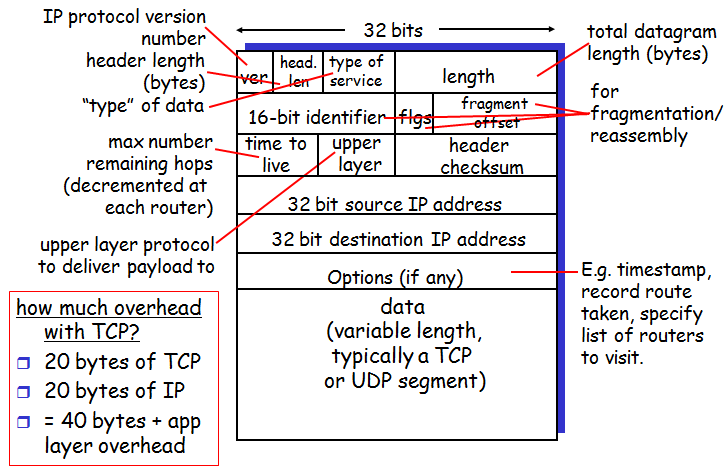 IP protocol version
number
header length
(bytes)
“type” of data
max number
remaining hops
(decremented at
each router)
upper layer protocol
to deliver payload to
how much overhead
with TCP?
20 bytes of TCP
20 bytes of IP
= 40 bytes + app
layer overhead
32 bits
ver
head.
len
type of
service
length
16-bit identifier
flgs
fragment
offset
time to
live
upper
layer
header
checksum
32 bit source IP address
32 bit destination IP address
Options (if any)
data
(variable length,
typically a TCP
or UDP segment)
total datagram
length (bytes)
for
fragmentation/
reassembly
E.g. timestamp,
record route
taken, specify
list of routers
to visit.